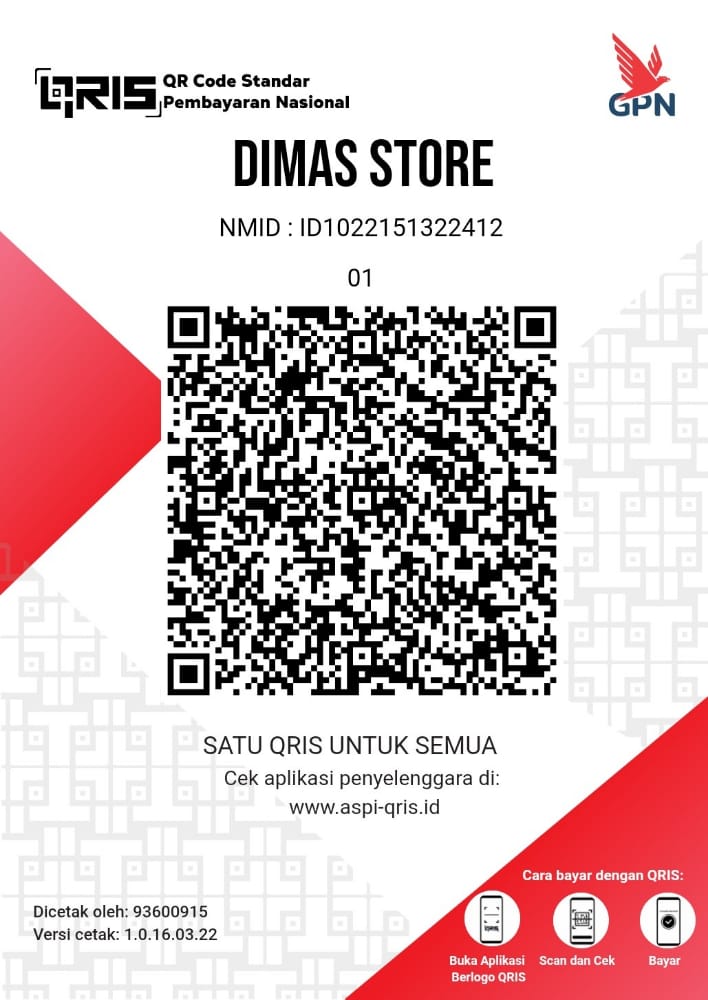 QRIS
QR Code Standar
Pembayaran Nasional
GPN
DIMAS STORE
NMID : ID1022151322412
01
SATU QRIS UNTUK SEMUA
Cek aplikasi penyelenggara di:
www.aspi-qris.id
Dicetak oleh: 93600915
Versi cetak: 1.0.16.03.22
Cara bayar dengan QRIS:
Buka Aplikasi
Berlogo QRIS
Scan dan Cek
Bayar